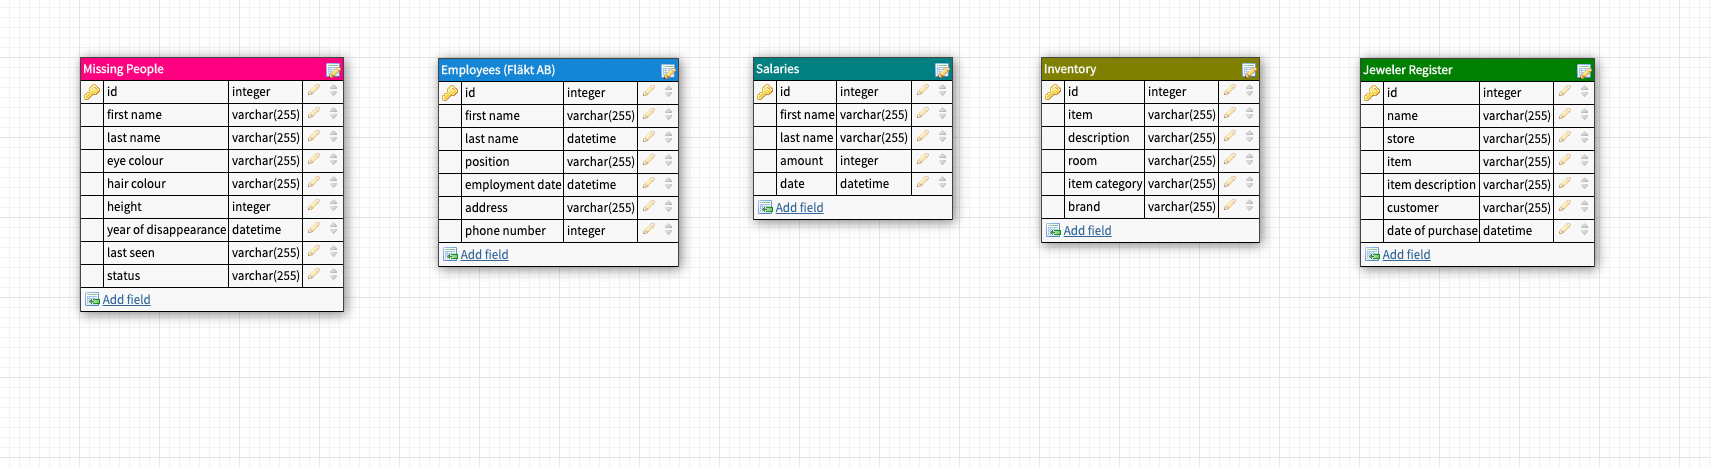 Missing People
id integer
first name varchar(255)
last name varchar(255)
eye colour varchar(255)
hair colour varchar(255)
height integer
year of disappearance datetime
last seen varchar(255)
status varchar(255)
Add field
Employees (Fläkt AB)
id integer
first name varchar(255)
last name datetime
position varchar(255)
employment date datetime
address varchar(255)
phone number integer
Add field
Salaries
id integer
first name varchar(255)
last name varchar(255)
amount integer
date datetime
Add field
Inventory
id integer
item varchar(255)
description varchar(255)
room varchar(255)
item category varchar(255)
brand varchar(255)
Add field
Jeweler Register
id integer
name varchar(255)
store varchar(255)
item varchar(255)
item description varchar(255)
customer varchar(255)
date of purchase datetime
Add field